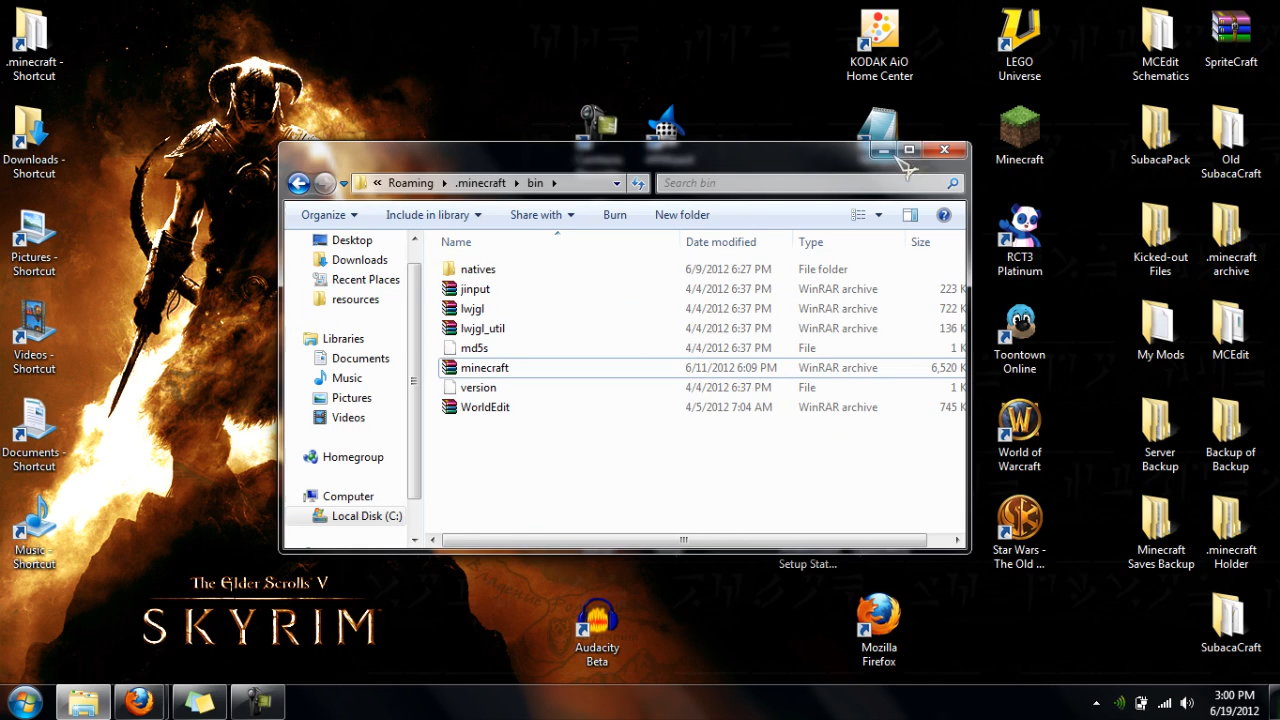 .minecraft -
Shortcut
Downloads -
Shortcut
Pictures -
Shortcut
Videos -
Shortcut
Documents -
Shortcut
Music -
Shortcut
The Elder Scrolls V
SKYRIM
« Roaming .minecraft bin
Search bin
Organize Include in library Share with Burn New folder
Desktop
Downloads
Recent Places
resources
Libraries
Documents
Music
Pictures
Videos
Homegroup
Computer
Local Disk (C:)
Name Date modified Type Size
natives 6/9/2012 6:27 PM File folder
jinput 4/4/2012 6:37 PM WinRAR archive 223 K
lwjgl 4/4/2012 6:37 PM WinRAR archive 722 K
lwjgl_util 4/4/2012 6:37 PM WinRAR archive 136 K
md5s 4/4/2012 6:37 PM File 1 K
minecraft 6/11/2012 6:09 PM WinRAR archive 6,520 K
version 4/4/2012 6:37 PM File 1 K
WorldEdit 4/5/2012 7:04 AM WinRAR archive 745 K
Setup Stat...
Audacity
Beta
Mozilla
Firefox
KODAK AiO
Home Center
LEGO
Universe
MCEdit
Schematics
SpriteCraft
Minecraft
SubacaPack
Old
SubacaCraft
RCT3
Platinum
Kicked-out
Files
.minecraft
archive
Toontown
Online
My Mods
MCEdit
World of
Warcraft
Server
Backup
Backup of
Backup
Star Wars -
The Old ...
Minecraft
Saves Backup
.minecraft
Holder
SubacaCraft
3:00 PM
6/19/2012